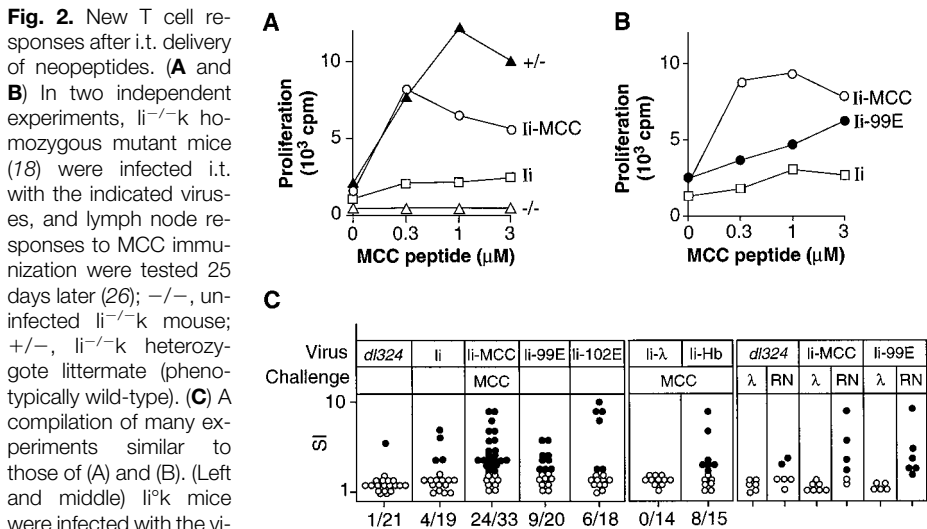 Fig. 2. New T cell re-
sponses after i.t. delivery
of neopeptides. (A and
B) In two independent
experiments, Ii−/−k ho-
mozygous mutant mice
(18) were infected i.t.
with the indicated virus-
es, and lymph node re-
sponses to MCC immu-
nization were tested 25
days later (26); −/−, un-
infected Ii−/−k mouse;
+/−, Ii−/−k heterozy-
gote littermate (pheno-
typically wild-type). (C) A
compilation of many ex-
periments similar to
those of (A) and (B). (Left
and middle) Ii°k mice
were infected with the vi-
A
Proliferation
(10³ cpm)
10
5
0
+/-
Ii-MCC
Ii
-/-
0 0.3 1 3
MCC peptide (μM)
B
Proliferation
(10³ cpm)
10
5
0
Ii-MCC
Ii-99E
Ii
0 0.3 1 3
MCC peptide (μM)
C
Virus dl324 Ii Ii-MCC Ii-99E Ii-102E Ii-λ Ii-Hb dl324 Ii-MCC Ii-99E
Challenge MCC MCC λ RN λ RN λ RN
SI
10
1
1/21 4/19 24/33 9/20 6/18 0/14 8/15